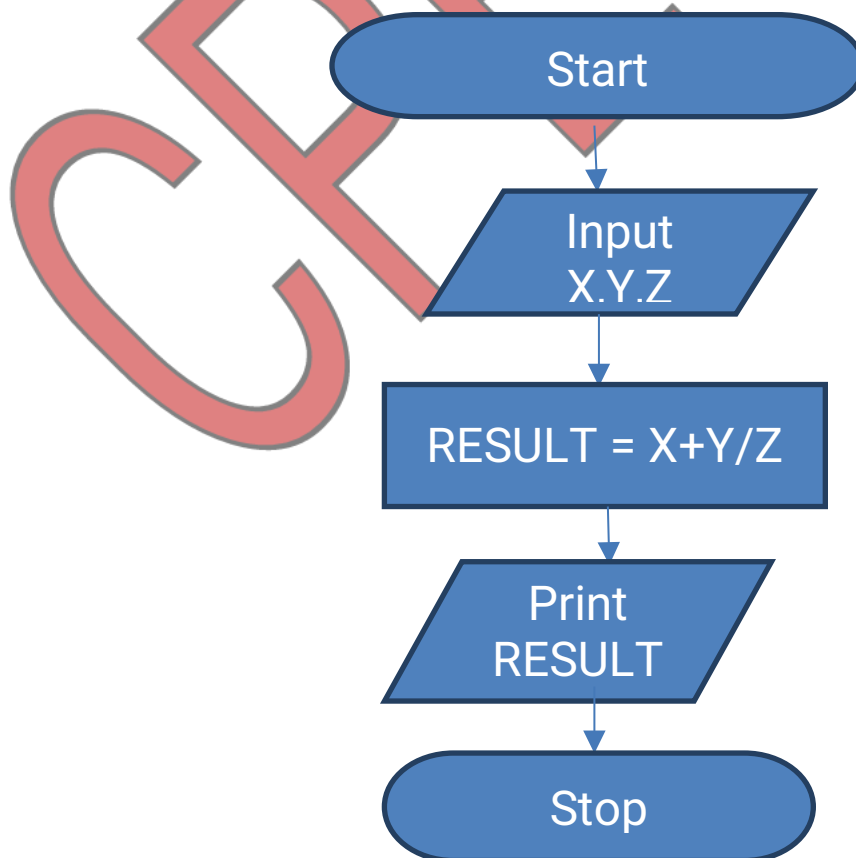 Start
Input
X.Y.Z
RESULT = X+Y/Z
Print
RESULT
Stop